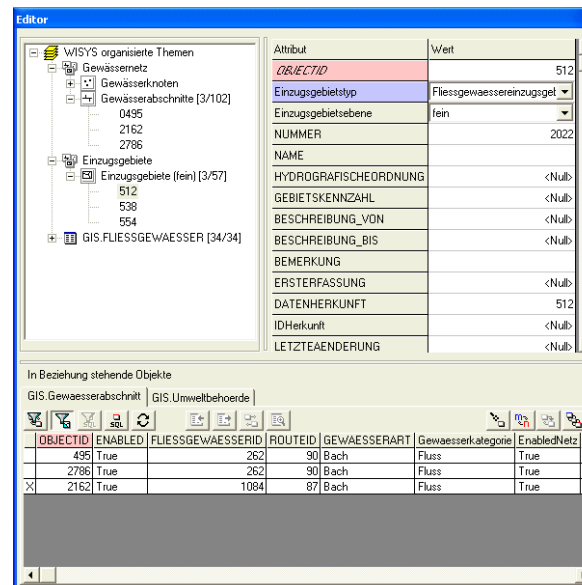 Editor
WISYS organisierte Themen
Gewässernetz
Gewässerknoten
Gewässerabschnitte [3/102]
0495
2162
2786
Einzugsgebiete
Einzugsgebiete (fein) [3/57]
512
538
554
GIS.FLIESSGEWAESSER [34/34]
Attribut Wert
OBJECTID 512
Einzugsgebietstyp Fliessgewaessereinzugsget
Einzugsgebietsebene fein
NUMMER 2022
NAME
HYDROGRAFISCHEORDNUNG <Null>
GEBIETSKENNZAHL <Null>
BESCHREIBUNG_VON <Null>
BESCHREIBUNG_BIS <Null>
BEMERKUNG
ERSTERFASSUNG <Null>
DATENHERKUNFT 512
IDHerkunft <Null>
LETZTEAENDERUNG <Null>
In Beziehung stehende Objekte
GIS.Gewaesserabschnitt GIS.Umweltbehoerde
SQL SQL m n
OBJECTID ENABLED FLIESSGEWAESSERID ROUTEID GEWAESSERART Gewaesserkategorie EnabledNetz
495 True 262 90 Bach Fluss True
2786 True 262 90 Bach Fluss True
X 2162 True 1084 87 Bach Fluss True